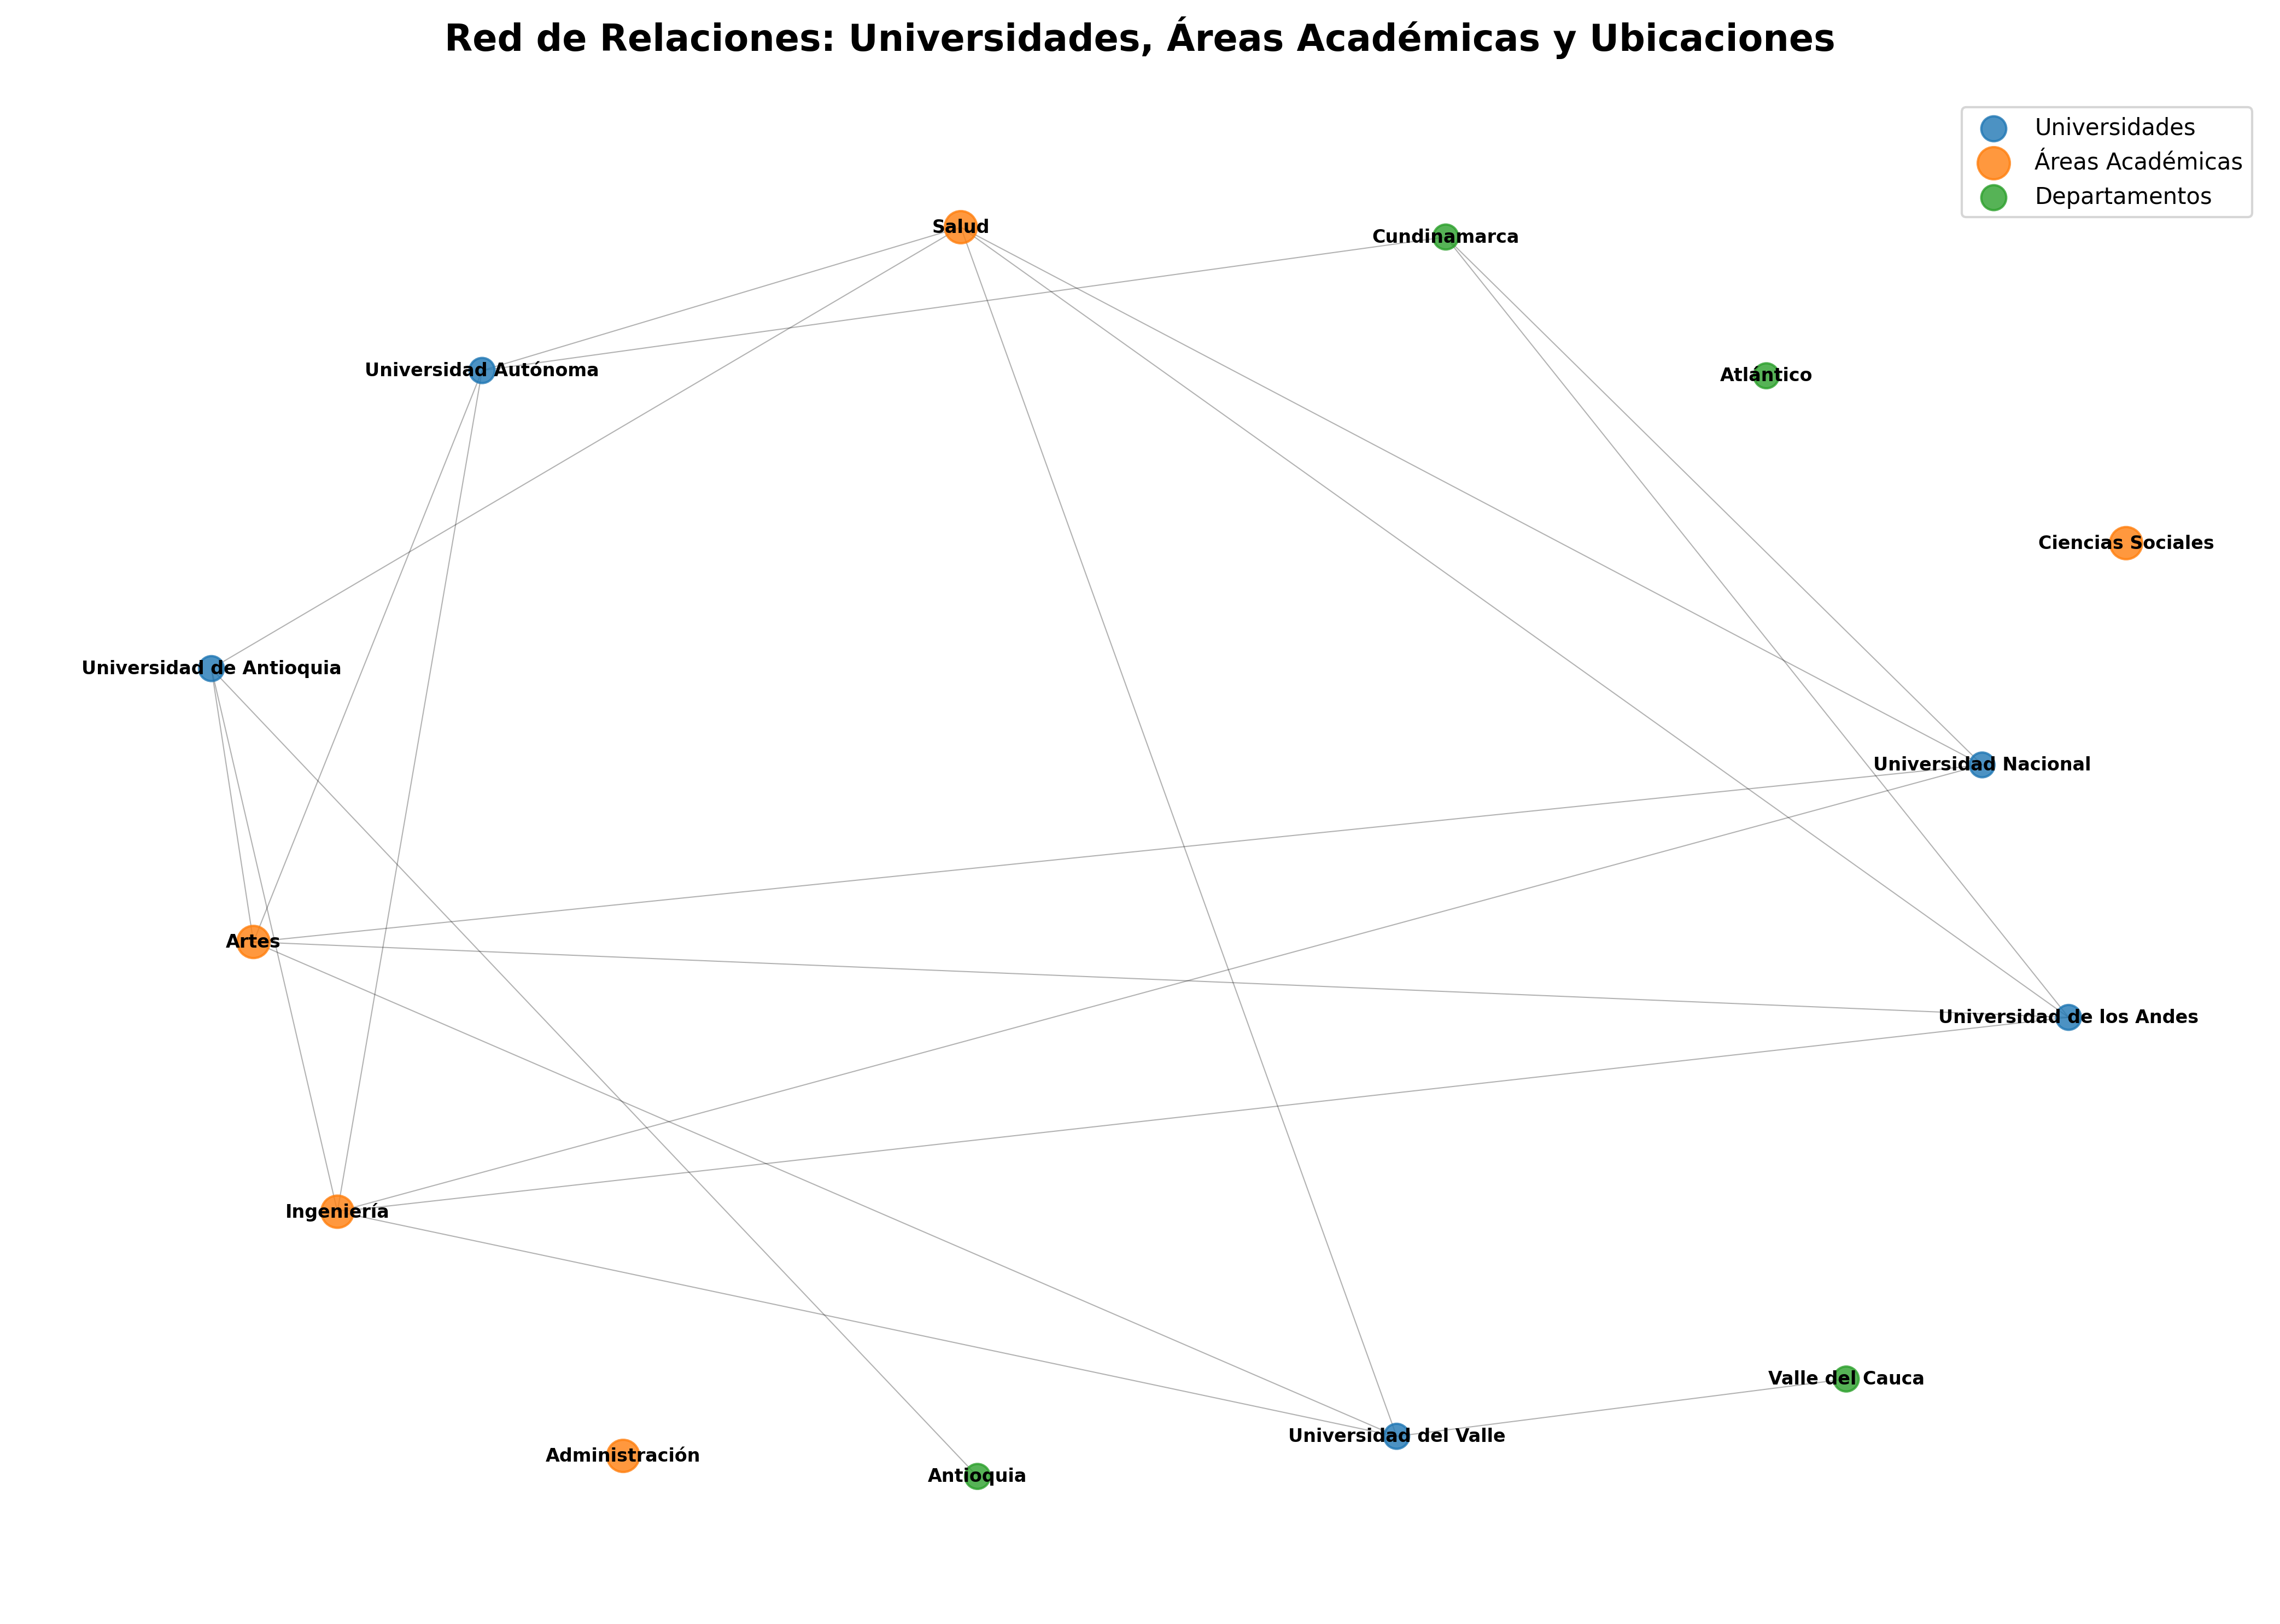 Red de Relaciones: Universidades, Áreas Académicas y Ubicaciones
Universidades
Áreas Académicas
Departamentos
Salud
Cundinamarca
Universidad Autónoma
Atlántico
Ciencias Sociales
Universidad de Antioquia
Universidad Nacional
Artes
Universidad de los Andes
Ingeniería
Valle del Cauca
Universidad del Valle
Administración
Antioquia